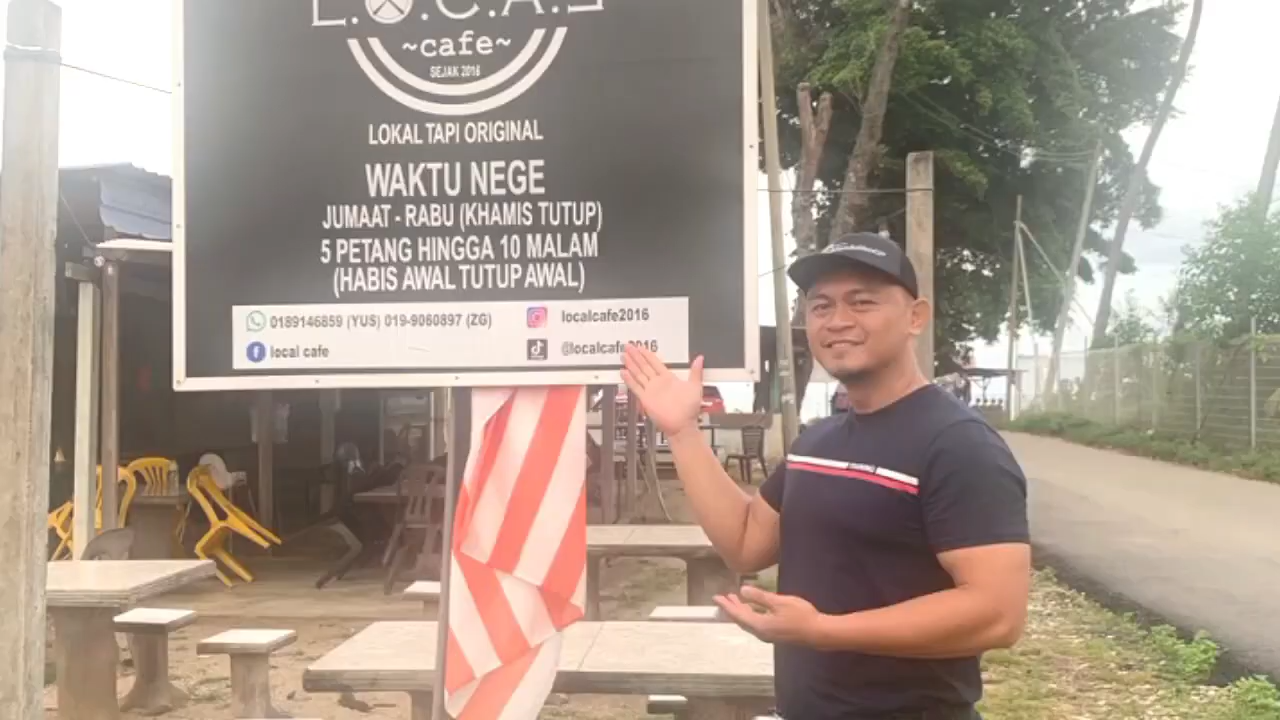 L.O.C.A.L
~cafe~
SEJAK 2016
LOKAL TAPI ORIGINAL
WAKTU NEGE
JUMAAT - RABU (KHAMIS TUTUP)
5 PETANG HINGGA 10 MALAM
(HABIS AWAL TUTUP AWAL)
0189146859 (YUS) 019-9060897 (ZG) localcafe2016
local cafe @localcafe2016